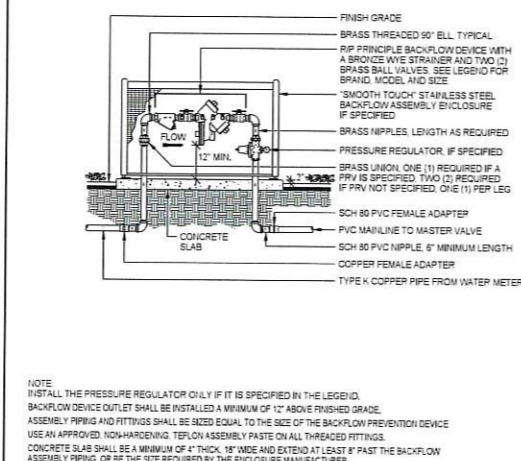 FINISH GRADE
BRASS THREADED 90° ELL, TYPICAL
R/P PRINCIPLE BACKFLOW DEVICE WITH
A BRONZE WYE STRAINER AND TWO (2)
BRASS BALL VALVES, SEE LEGEND FOR
BRAND, MODEL AND SIZE
"SMOOTH TOUCH" STAINLESS STEEL
BACKFLOW ASSEMBLY ENCLOSURE
IF SPECIFIED
BRASS NIPPLES, LENGTH AS REQUIRED
PRESSURE REGULATOR, IF SPECIFIED
BRASS UNION, ONE (1) REQUIRED IF A
PRV IS SPECIFIED, TWO (2) REQUIRED
IF PRV NOT SPECIFIED, ONE (1) PER LEG
SCH 80 PVC FEMALE ADAPTER
PVC MAINLINE TO MASTER VALVE
SCH 80 PVC NIPPLE, 6" MINIMUM LENGTH
COPPER FEMALE ADAPTER
TYPE K COPPER PIPE FROM WATER METER
FLOW
12" MIN.
2"
CONCRETE
SLAB
NOTE:
INSTALL THE PRESSURE REGULATOR ONLY IF IT IS SPECIFIED IN THE LEGEND.
BACKFLOW DEVICE OUTLET SHALL BE INSTALLED A MINIMUM OF 12" ABOVE FINISHED GRADE.
ASSEMBLY PIPING AND FITTINGS SHALL BE SIZED EQUAL TO THE SIZE OF THE BACKFLOW PREVENTION DEVICE
USE AN APPROVED, NON-HARDENING, TEFLON ASSEMBLY PASTE ON ALL THREADED FITTINGS.
CONCRETE SLAB SHALL BE A MINIMUM OF 4" THICK, 18" WIDE AND EXTEND AT LEAST 8" PAST THE BACKFLOW
ASSEMBLY PIPING, OR BE THE SIZE REQUIRED BY THE ENCLOSURE MANUFACTURER